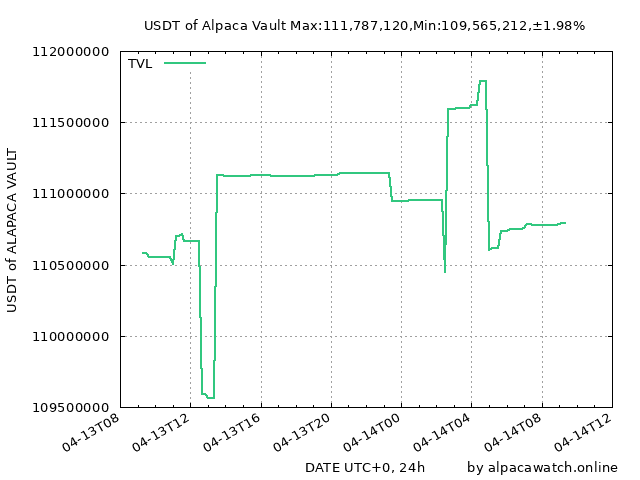 USDT of Alpaca Vault Max:111,787,120,Min:109,565,212,±1.98%
112000000
TVL
111500000
111000000
110500000
110000000
109500000
USDT of ALAPACA VAULT
04-13T08
04-13T12
04-13T16
04-13T20
04-14T00
04-14T04
04-14T08
04-14T12
DATE UTC+0, 24h
by alpacawatch.online